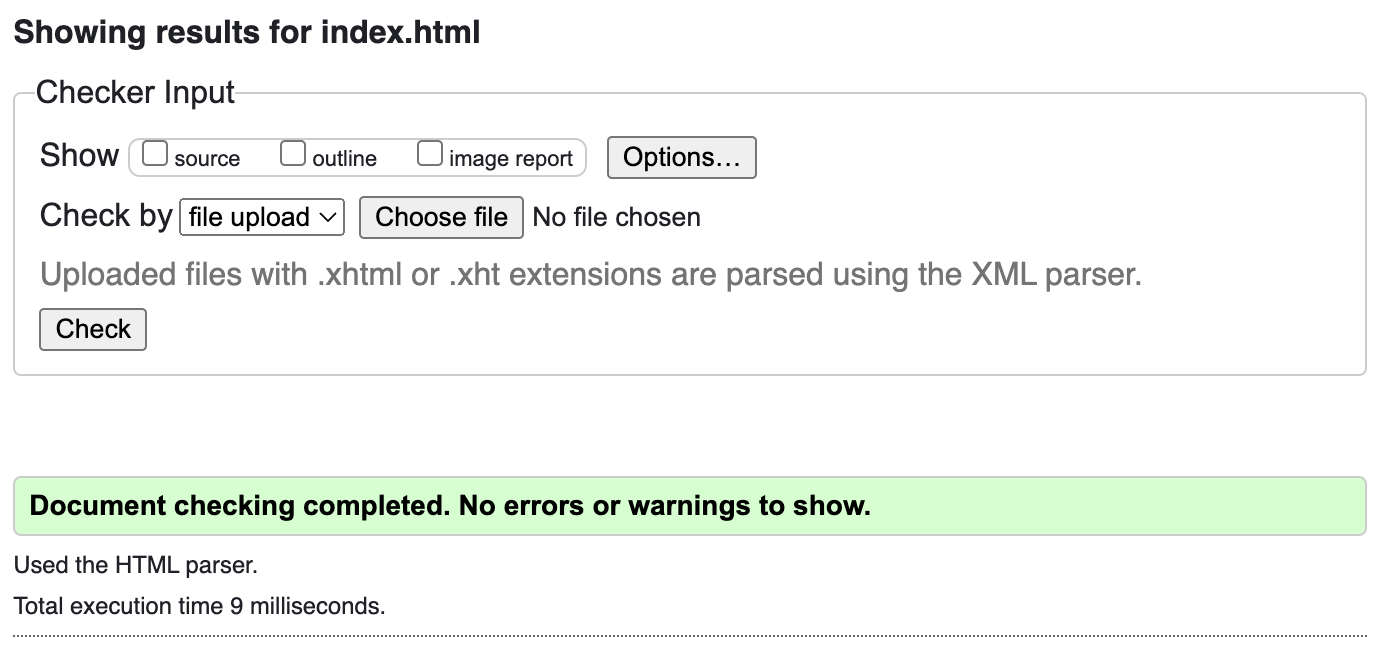 Showing results for index.html
Checker Input
Show source outline image report Options…
Check by file upload Choose file No file chosen
Uploaded files with .xhtml or .xht extensions are parsed using the XML parser.
Check
Document checking completed. No errors or warnings to show.
Used the HTML parser.
Total execution time 9 milliseconds.